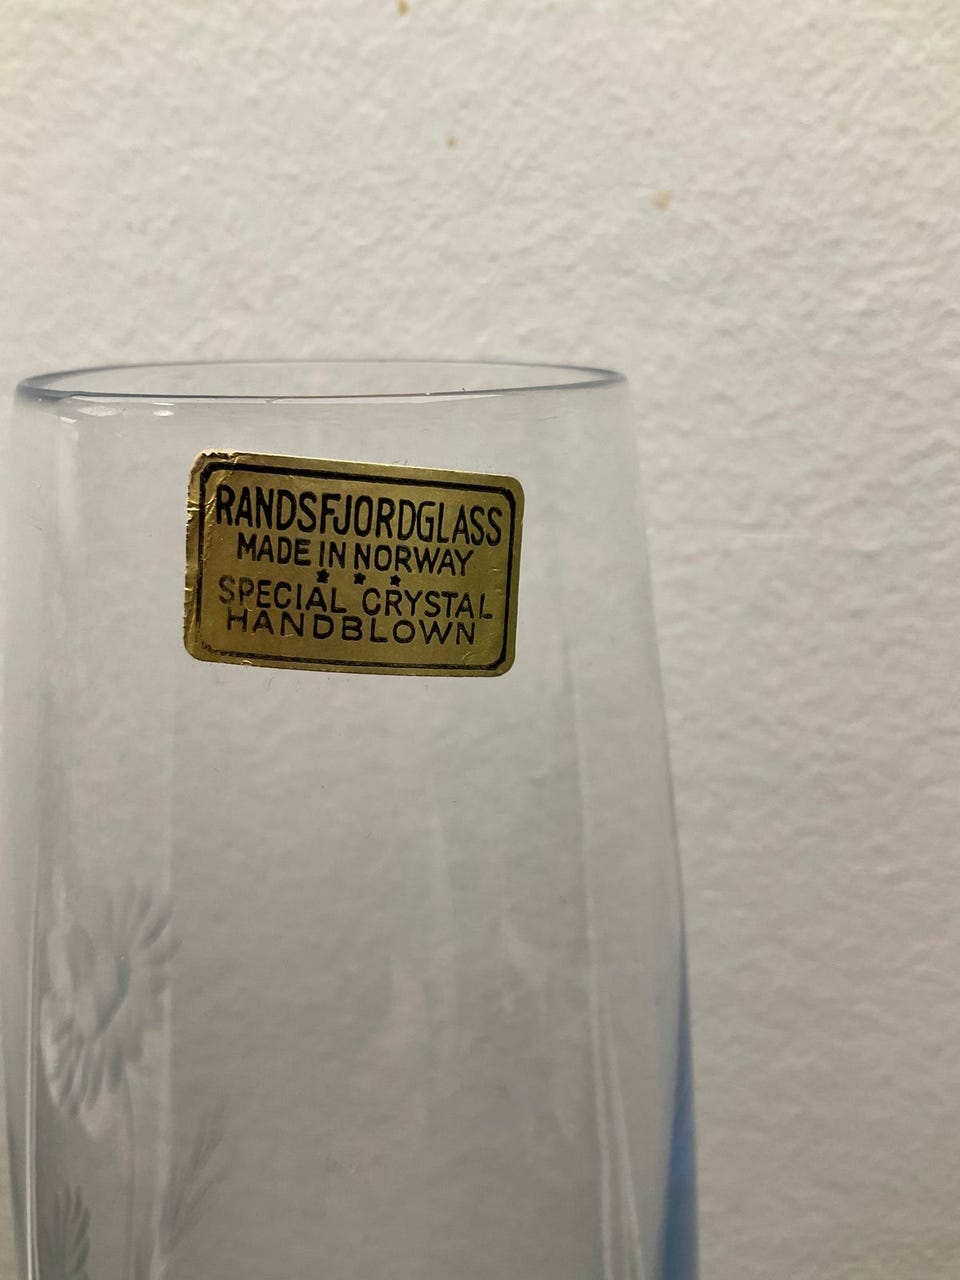 RANDSFJORDGLASS
MADE IN NORWAY
★ ★ ★
SPECIAL CRYSTAL
HANDBLOWN